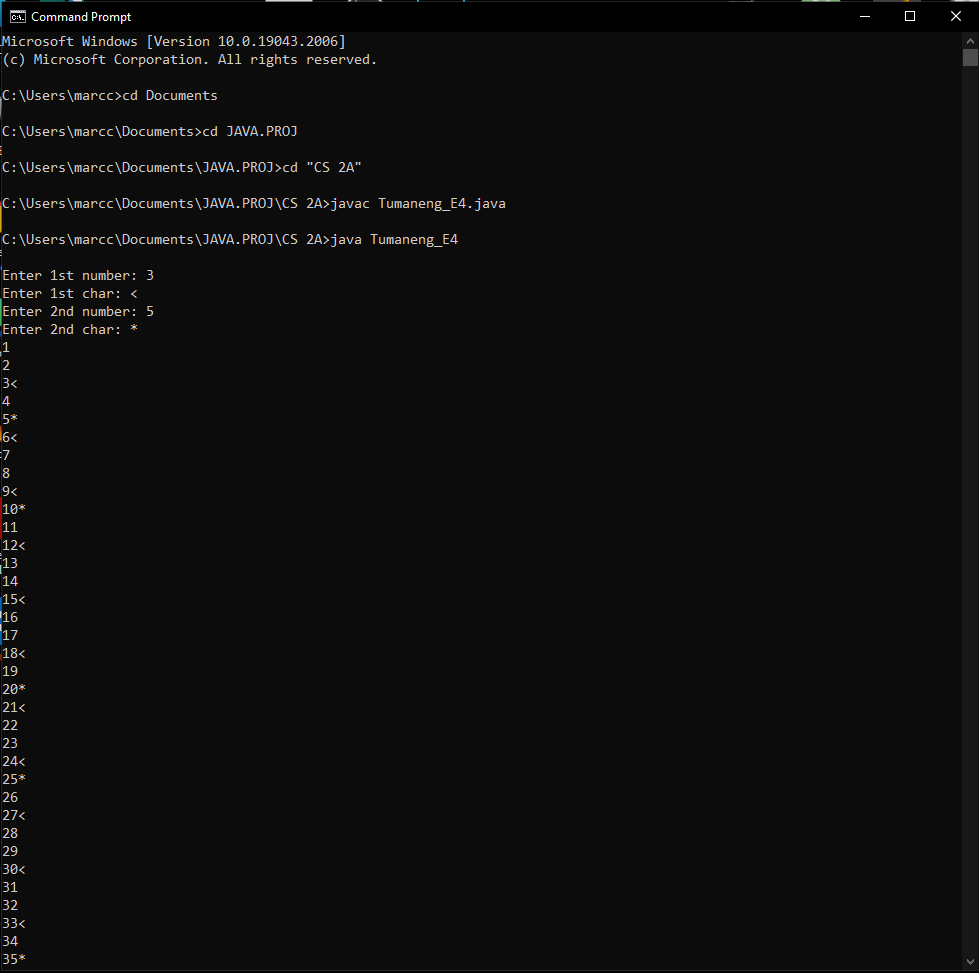 Command Prompt
Microsoft Windows [Version 10.0.19043.2006]
(c) Microsoft Corporation. All rights reserved.
C:\Users\marcc>cd Documents
C:\Users\marcc\Documents>cd JAVA.PROJ
C:\Users\marcc\Documents\JAVA.PROJ>cd "CS 2A"
C:\Users\marcc\Documents\JAVA.PROJ\CS 2A>javac Tumaneng_E4.java
C:\Users\marcc\Documents\JAVA.PROJ\CS 2A>java Tumaneng_E4
Enter 1st number: 3
Enter 1st char: <
Enter 2nd number: 5
Enter 2nd char: *
1
2
3<
4
5*
6<
7
8
9<
10*
11
12<
13
14
15<
16
17
18<
19
20*
21<
22
23
24<
25*
26
27<
28
29
30<
31
32
33<
34
35*